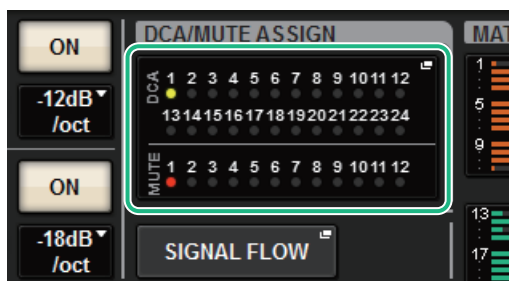 ON
-12dB
/oct
ON
-18dB
/oct
DCA/MUTE ASSIGN
DCA
1 2 3 4 5 6 7 8 9 10 11 12
13 14 15 16 17 18 19 20 21 22 23 24
MUTE
1 2 3 4 5 6 7 8 9 10 11 12
SIGNAL FLOW
MAT
1
5
9
13
17